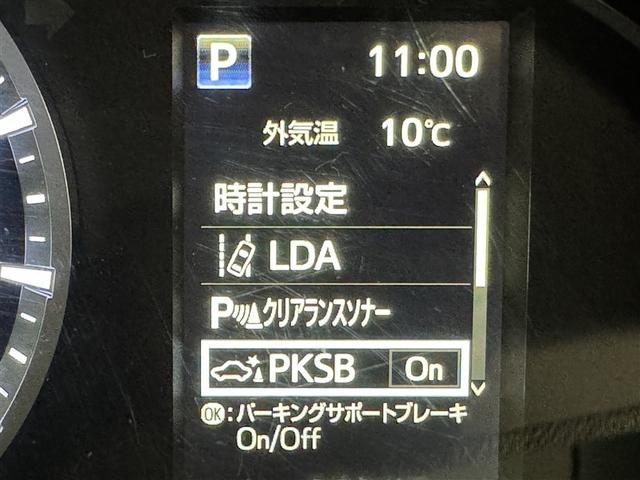 P 11:00
外気温 10℃
時計設定
LDA
Pクリアランスソナー
PKSB On
OK:パーキングサポートブレーキ
On/Off